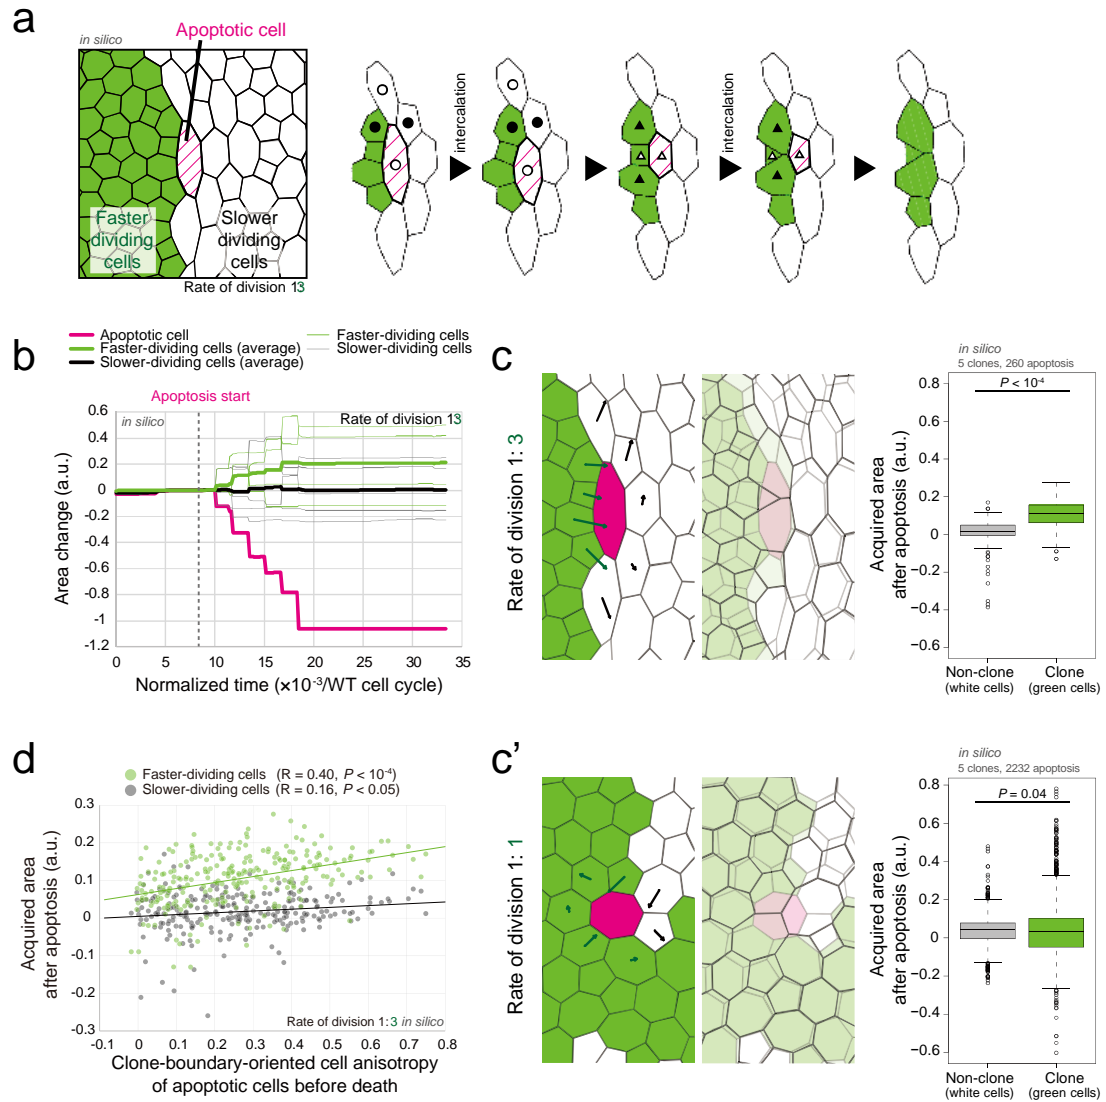 a
in silico
Apoptotic cell
Faster
dividing
cells
Slower
dividing
cells
Rate of division 1:3
intercalation
intercalation
b
Apoptotic cell
Faster-dividing cells (average)
Slower-dividing cells (average)
Faster-dividing cells
Slower-dividing cells
Apoptosis start
in silico
Rate of division 1:3
0.6
0.4
0.2
0
-0.2
-0.4
-0.6
-0.8
-1
-1.2
Area change (a.u.)
0 5 10 15 20 25 30 35
Normalized time (×10⁻³/WT cell cycle)
c
Rate of division 1: 3
in silico
5 clones, 260 apoptosis
P < 10⁻⁴
0.8
0.6
0.4
0.2
0
−0.2
−0.4
−0.6
Acquired area
after apoptosis (a.u.)
Non-clone
(white cells)
Clone
(green cells)
d
Faster-dividing cells (R = 0.40, P < 10⁻⁴)
Slower-dividing cells (R = 0.16, P < 0.05)
0.3
0.2
0.1
0
-0.1
-0.2
-0.3
Acquired area
after apoptosis (a.u.)
Rate of division 1: 3 in silico
-0.1 0 0.1 0.2 0.3 0.4 0.5 0.6 0.7 0.8
Clone-boundary-oriented cell anisotropy
of apoptotic cells before death
c’
Rate of division 1: 1
in silico
5 clones, 2232 apoptosis
P = 0.04
0.8
0.6
0.4
0.2
0
−0.2
−0.4
−0.6
Acquired area
after apoptosis (a.u.)
Non-clone
(white cells)
Clone
(green cells)